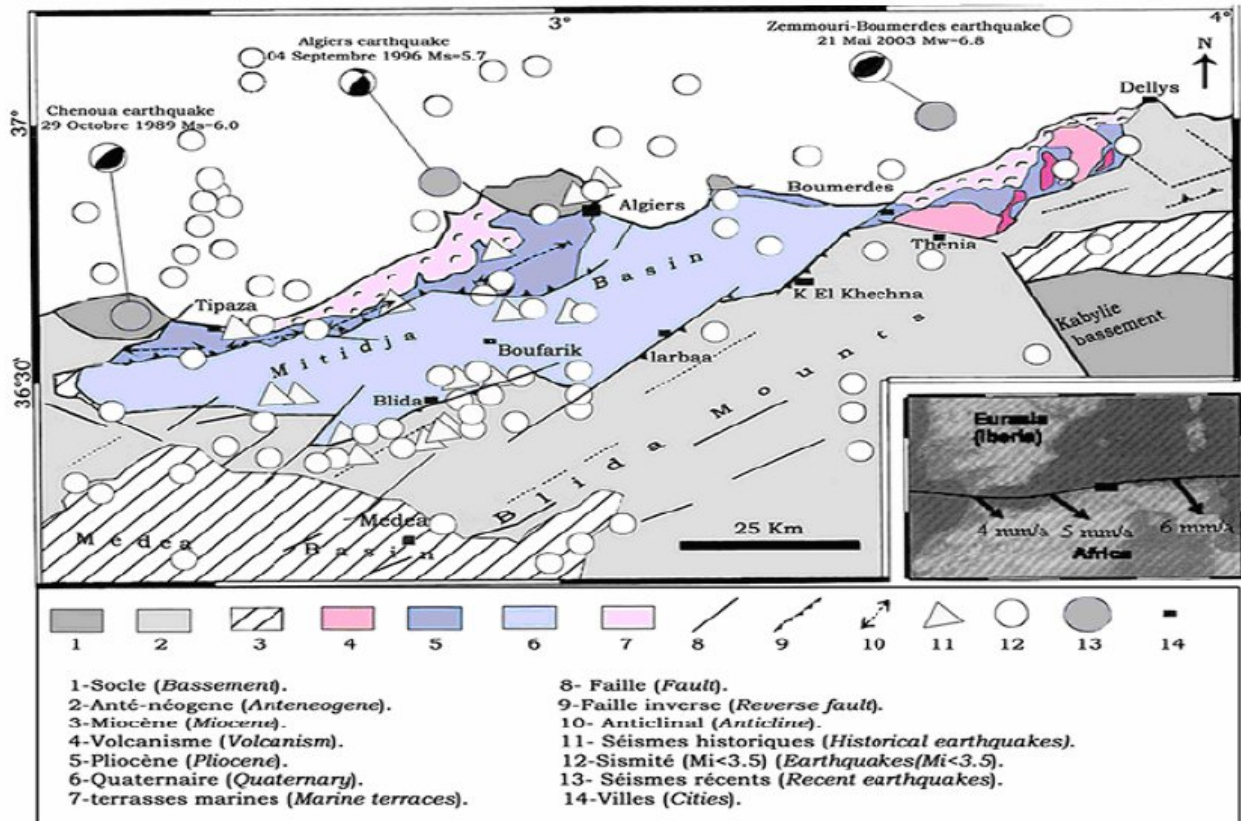 3°
4°
Algiers earthquake
04 Septembre 1996 Ms=5.7
Zemmouri-Boumerdes earthquake
21 Mai 2003 Mw=6.8
N
Dellys
Chenoua earthquake
29 Octobre 1989 Ms=6.0
37°
Algiers
Boumerdes
Thenia
Tipaza
Mitidja Basin
K El Khechna
Kabylie
bassement
Boufarik
larbaa
36°30'
Blida
Blida Mounts
Eurasia
(Iberia)
4 mm/a 5 mm/a 6 mm/a
Africa
Medea
Medea Basin
25 Km
1 2 3 4 5 6 7 8 9 10 11 12 13 14
1-Socle (Bassement).
2-Anté-néogene (Anteneogene).
3-Miocène (Miocene).
4-Volcanisme (Volcanism).
5-Pliocène (Pliocene).
6-Quaternaire (Quaternary).
7-terrasses marines (Marine terraces).
8- Faille (Fault).
9-Faille inverse (Reverse fault).
10- Anticlinal (Anticline).
11- Séismes historiques (Historical earthquakes).
12-Sismité (Mi<3.5) (Earthquakes(Mi<3.5).
13- Séismes récents (Recent earthquakes).
14-Villes (Cities).